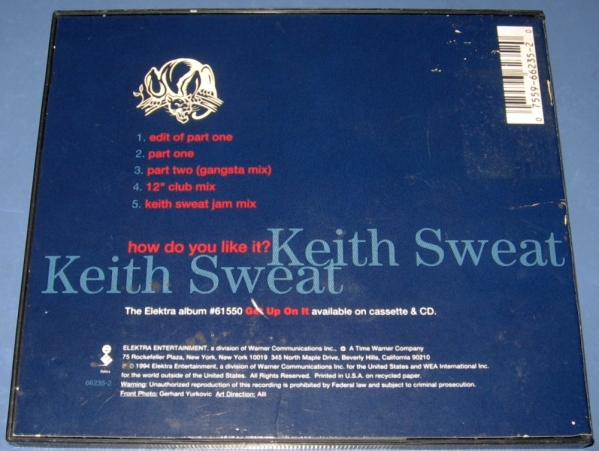 1. edit of part one
2. part one
3. part two (gangsta mix)
4. 12" club mix
5. keith sweat jam mix
how do you like it?
Keith Sweat
Keith Sweat
The Elektra album #61550 Get Up On It available on cassette & CD.
ELEKTRA ENTERTAINMENT, a division of Warner Communications Inc., A Time Warner Company
75 Rockefeller Plaza, New York, New York 10019 345 North Maple Drive, Beverly Hills, California 90210
℗ © 1994 Elektra Entertainment, a division of Warner Communications Inc. for the United States and WEA International Inc.
for the world outside of the United States. All Rights Reserved. Printed in U.S.A. on recycled paper.
Warning: Unauthorized reproduction of this recording is prohibited by Federal law and subject to criminal prosecution.
Front Photo: Gerhard Yurkovic Art Direction: Alli
elektra
66235-2
0 7559-66235-2 0